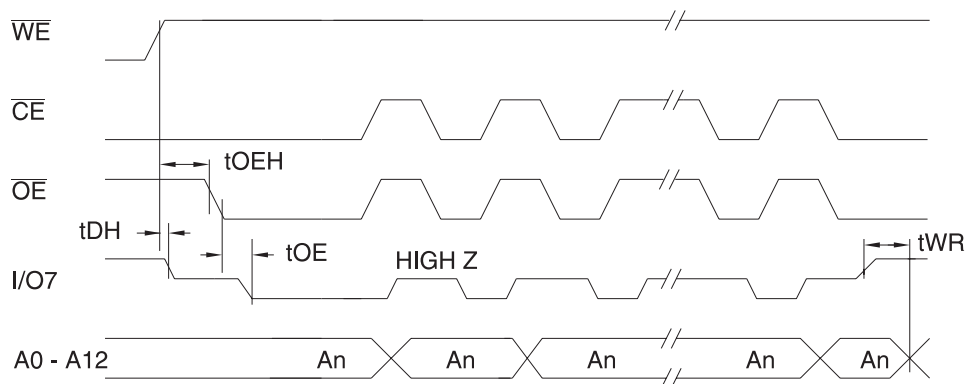 WE
CE
tOEH
OE
tDH
tOE
tWR
HIGH Z
I/O7
A0 - A12 An An An An An